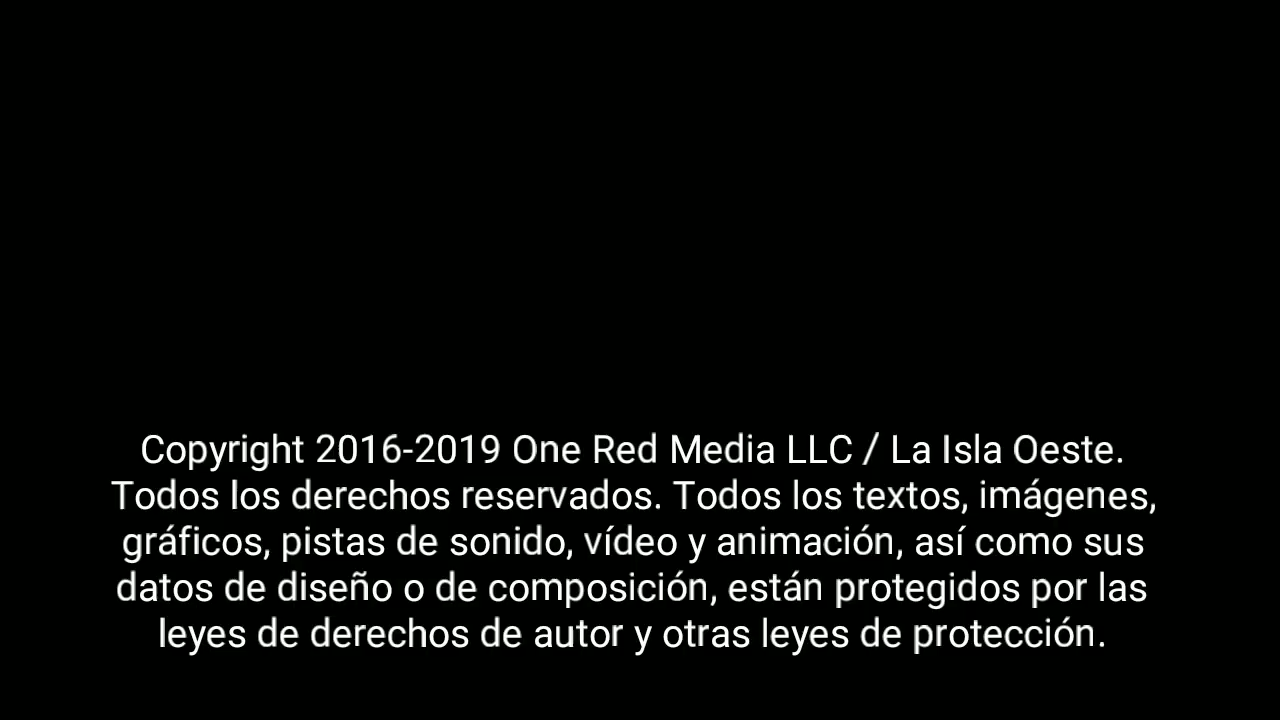 Copyright 2016-2019 One Red Media LLC / La Isla Oeste.
Todos los derechos reservados. Todos los textos, imágenes,
gráficos, pistas de sonido, vídeo y animación, así como sus
datos de diseño o de composición, están protegidos por las
leyes de derechos de autor y otras leyes de protección.